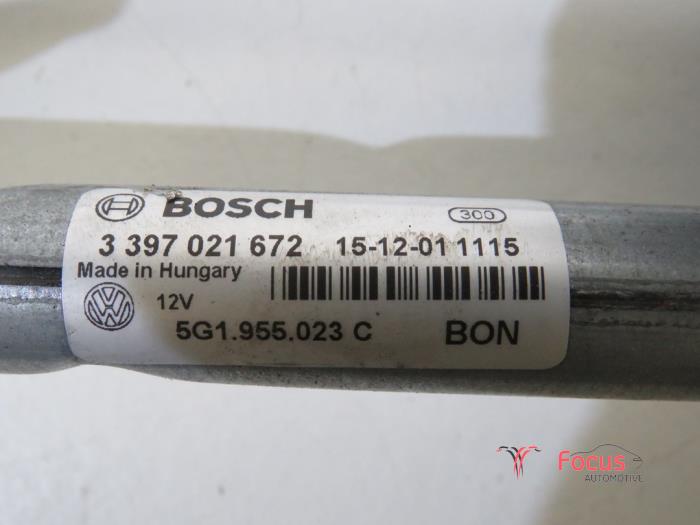 BOSCH 300
3 397 021 672 15-12-01 1115
Made in Hungary
12V
5G1.955.023 C BON
Focus
AUTOMOTIVE